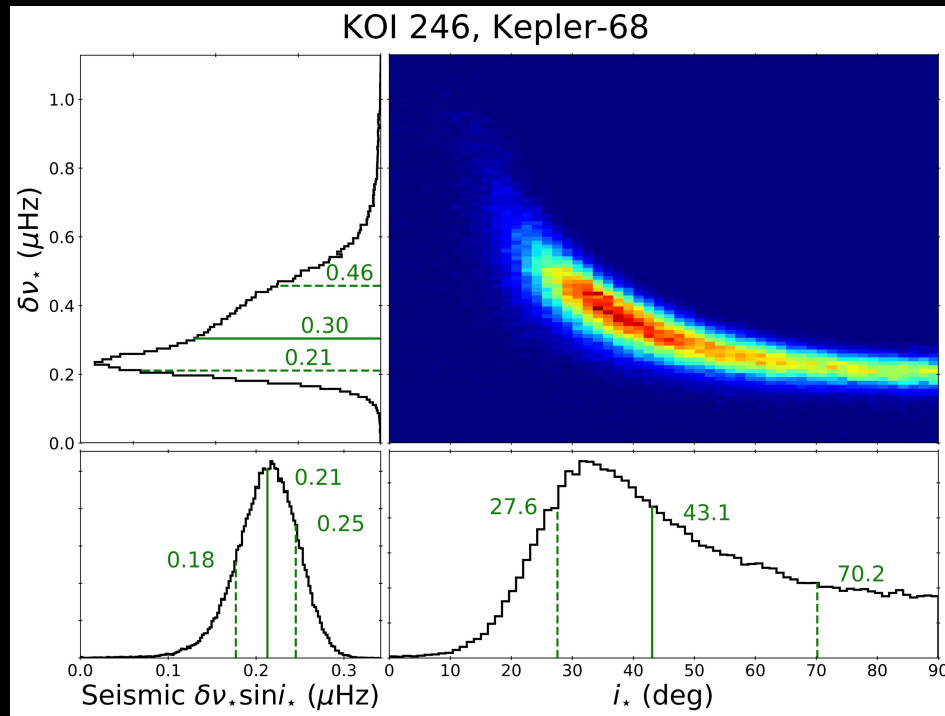 KOI 246, Kepler-68
1.0
0.8
0.6
0.4
0.2
0.0
δν⋆ (μHz)
0.46
0.30
0.21
0.21
0.25
0.18
0.0 0.1 0.2 0.3
Seismic δν⋆sini⋆ (μHz)
27.6
43.1
70.2
0 10 20 30 40 50 60 70 80 90
i⋆ (deg)